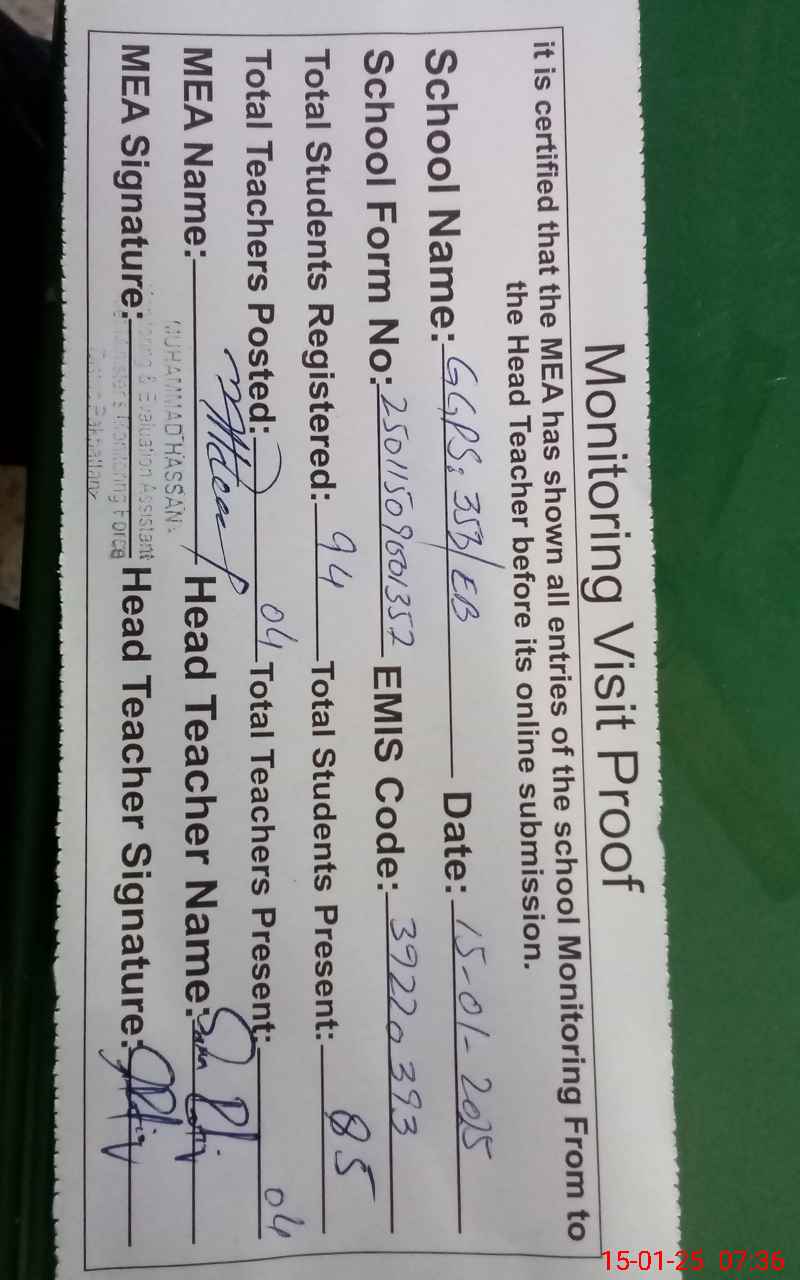 Monitoring Visit Proof
it is certified that the MEA has shown all entries of the school Monitoring From to
the Head Teacher before its online submission.
School Name: GGPS. 353/EB Date: 15-01-2025
School Form No: 25011509001352 EMIS Code: 39220393
Total Students Registered: 94 Total Students Present: 85
Total Teachers Posted: 04 Total Teachers Present: 04
MEA Name: Head Teacher Name:
MUHAMMAD HASSAN
MEA Signature: Head Teacher Signature:
Monitoring & Evaluation Assistant
Monitoring Force
Pakpattan
15-01-25 07:36